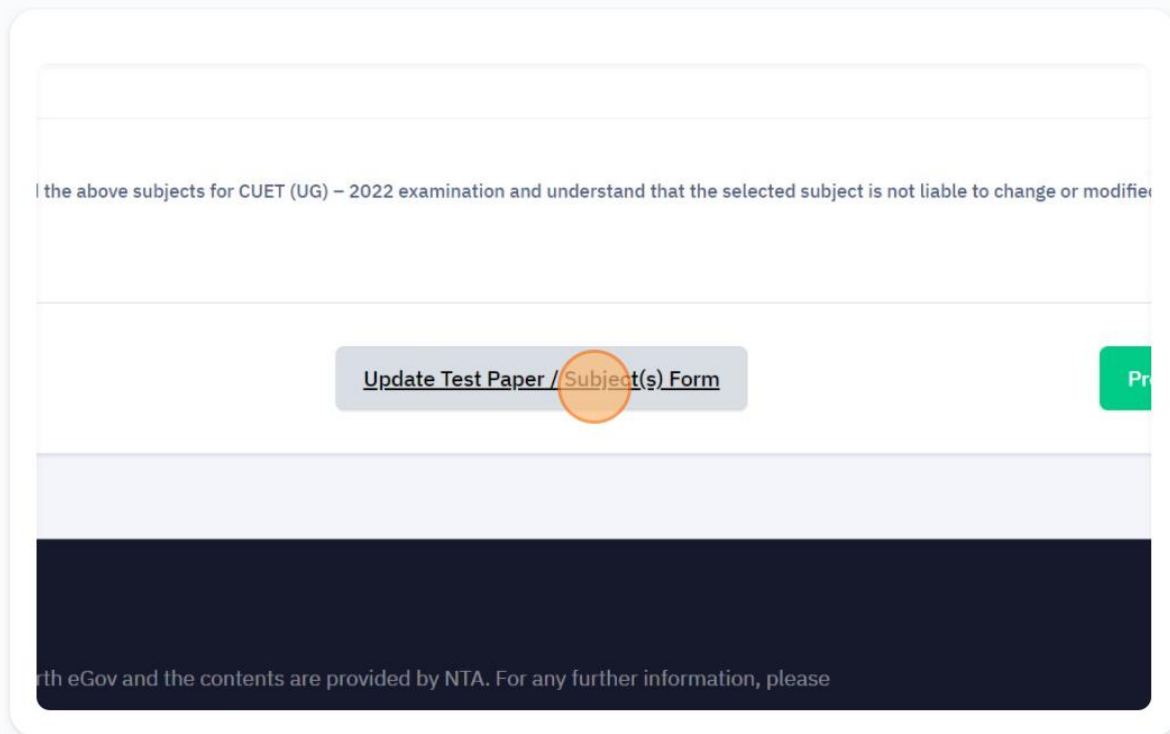 the above subjects for CUET (UG) – 2022 examination and understand that the selected subject is not liable to change or
Update Test Paper / Subject(s) Form
eGov and the contents are provided by NTA. For any further information, please